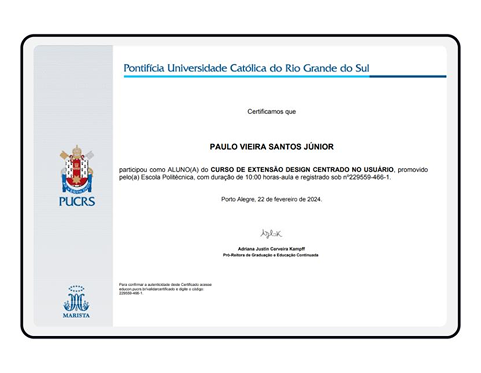 Pontifícia Universidade Católica do Rio Grande do Sul
Certificamos que
PAULO VIEIRA SANTOS JÚNIOR
participou como ALUNO(A) do CURSO DE EXTENSÃO DESIGN CENTRADO NO USUÁRIO, promovido
pelo(a) Escola Politécnica, com duração de 10:00 horas-aula e registrado sob nº229559-466-1.
Porto Alegre, 22 de fevereiro de 2024.
PUCRS
Adriana Justin Cerveira Kampff
Pró-Reitora de Graduação e Educação Continuada
MARISTA
Para confirmar a autenticidade deste Certificado acesse
educon.pucrs.br/validarcertificado e digite o código:
229559-466-1